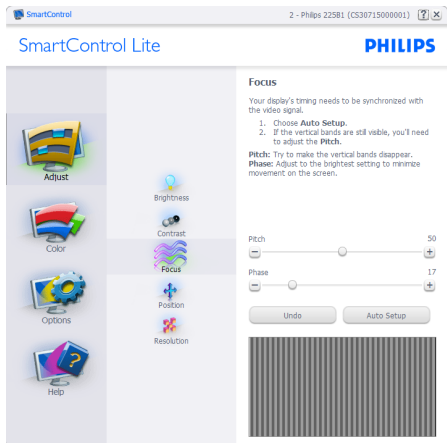 SmartControl
2 - Philips 225B1 (CS30715000001)
SmartControl Lite
PHILIPS
Adjust
Color
Options
Help
Brightness
Contrast
Focus
Position
Resolution
Focus
Your display's timing needs to be synchronized with
the video signal.
1. Choose Auto Setup.
2. If the vertical bands are still visible, you'll need
to adjust the Pitch.
Pitch: Try to make the vertical bands disappear.
Phase: Adjust to the brightest setting to minimize
movement on the screen.
Pitch 50
Phase 17
Undo Auto Setup